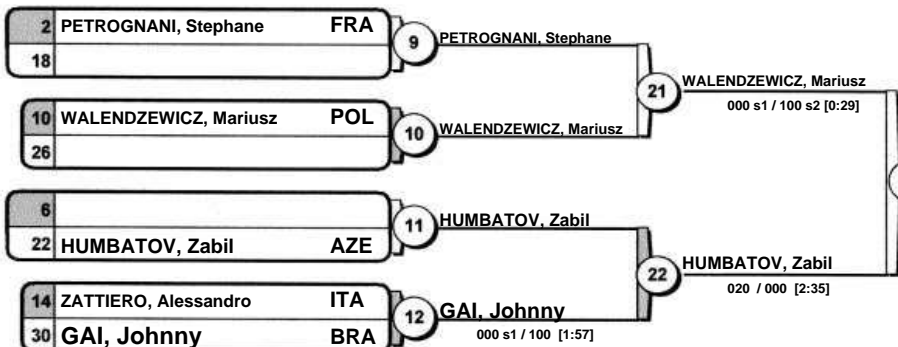 2 PETROGNANI, Stephane FRA
18
9
PETROGNANI, Stephane
10 WALENDZEWICZ, Mariusz POL
26
10
WALENDZEWICZ, Mariusz
21
WALENDZEWICZ, Mariusz
000 s1 / 100 s2 [0:29]
6
22 HUMBATOV, Zabil AZE
11
HUMBATOV, Zabil
14 ZATTIERO, Alessandro ITA
30 GAI, Johnny BRA
12
GAI, Johnny
000 s1 / 100 [1:57]
22
HUMBATOV, Zabil
020 / 000 [2:35]